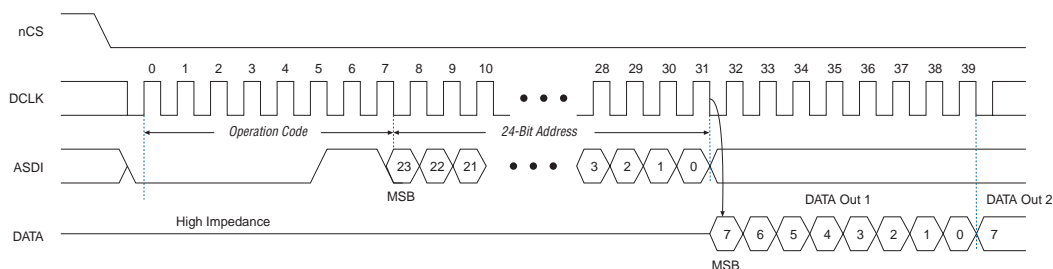 nCS
0 1 2 3 4 5 6 7 8 9 10 28 29 30 31 32 33 34 35 36 37 38 39
DCLK
Operation Code 24-Bit Address
ASDI 23 22 21 3 2 1 0
MSB
DATA Out 1 DATA Out 2
High Impedance
DATA 7 6 5 4 3 2 1 0 7
MSB